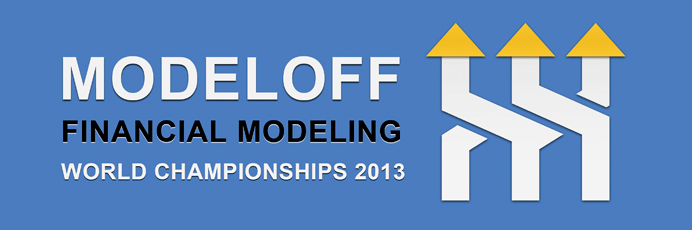 MODELOFF
FINANCIAL MODELING
WORLD CHAMPIONSHIPS 2013